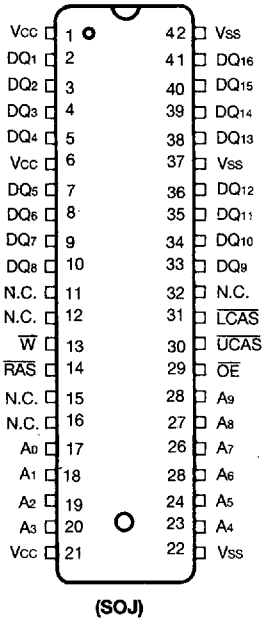 Vcc 1 42 Vss
DQ1 2 41 DQ16
DQ2 3 40 DQ15
DQ3 4 39 DQ14
DQ4 5 38 DQ13
Vcc 6 37 Vss
DQ5 7 36 DQ12
DQ6 8 35 DQ11
DQ7 9 34 DQ10
DQ8 10 33 DQ9
N.C. 11 32 N.C.
N.C. 12 31 LCAS
W 13 30 UCAS
RAS 14 29 OE
N.C. 15 28 A9
N.C. 16 27 A8
A0 17 26 A7
A1 18 28 A6
A2 19 24 A5
A3 20 23 A4
Vcc 21 22 Vss
(SOJ)